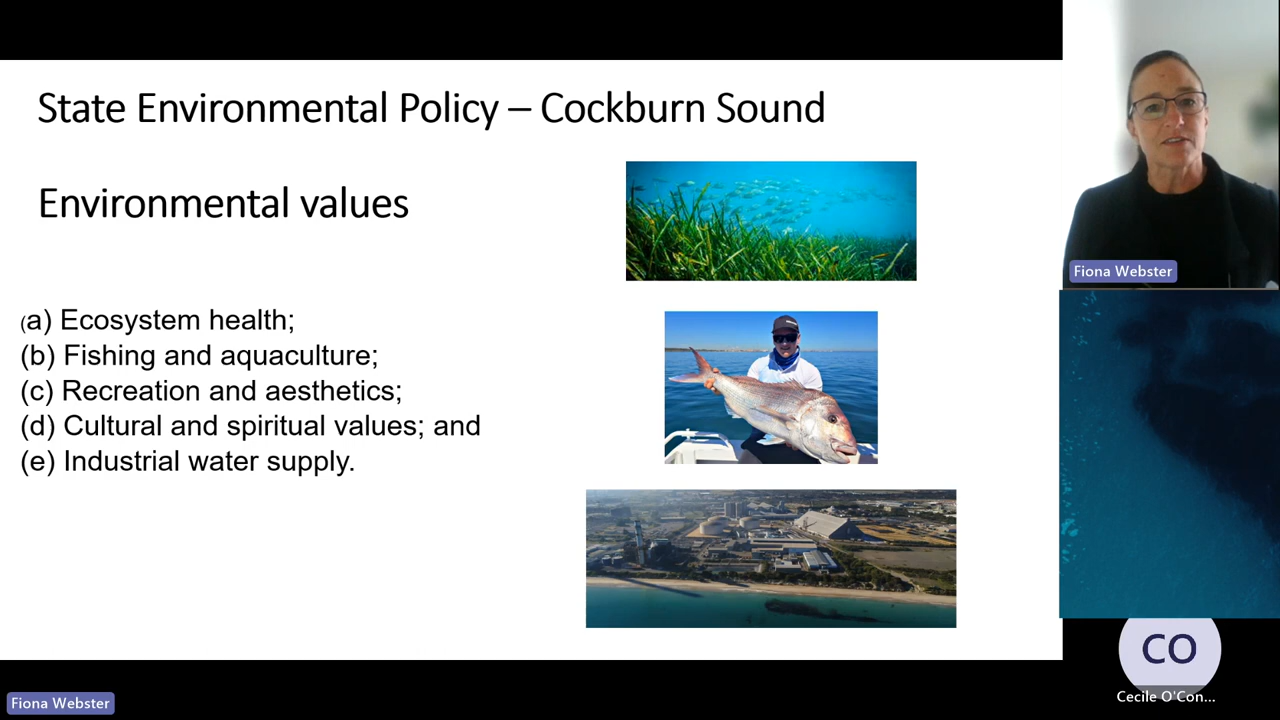 State Environmental Policy – Cockburn Sound
Environmental values
(a) Ecosystem health;
(b) Fishing and aquaculture;
(c) Recreation and aesthetics;
(d) Cultural and spiritual values; and
(e) Industrial water supply.
Fiona Webster
CO
Cecile O'Con...
Fiona Webster